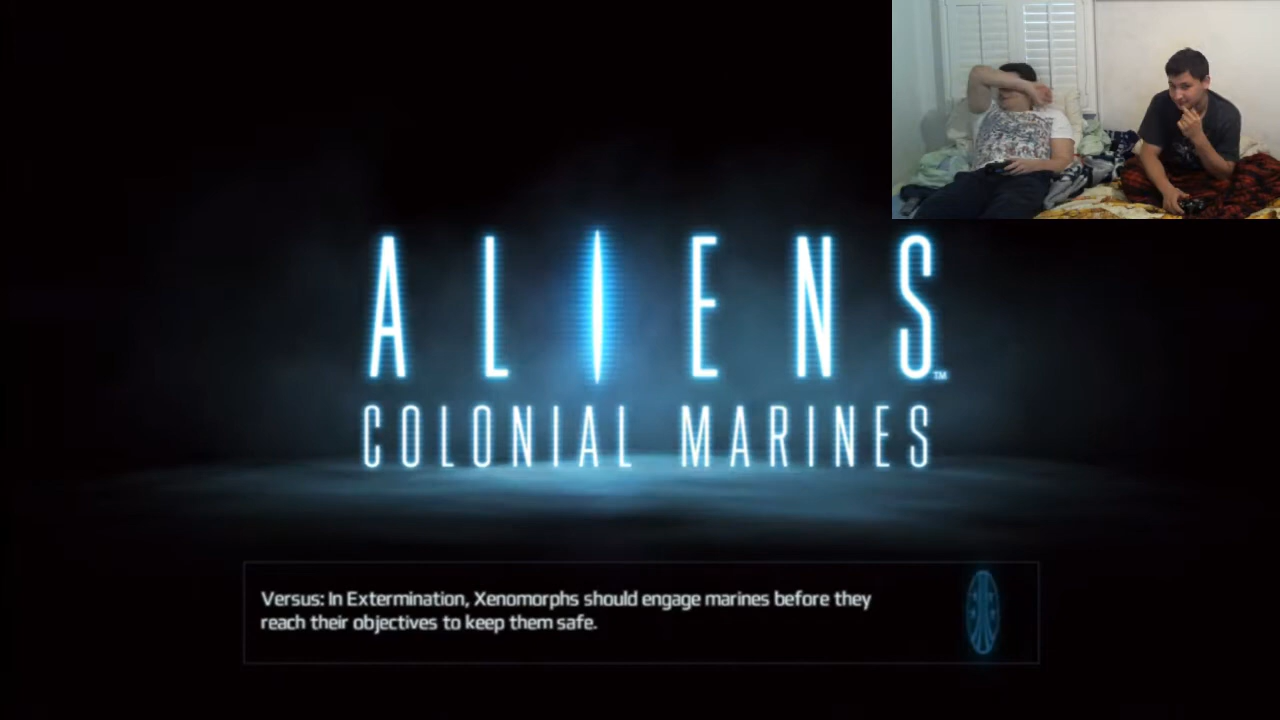 ALIENS™
COLONIAL MARINES
Versus: In Extermination, Xenomorphs should engage marines before they
reach their objectives to keep them safe.